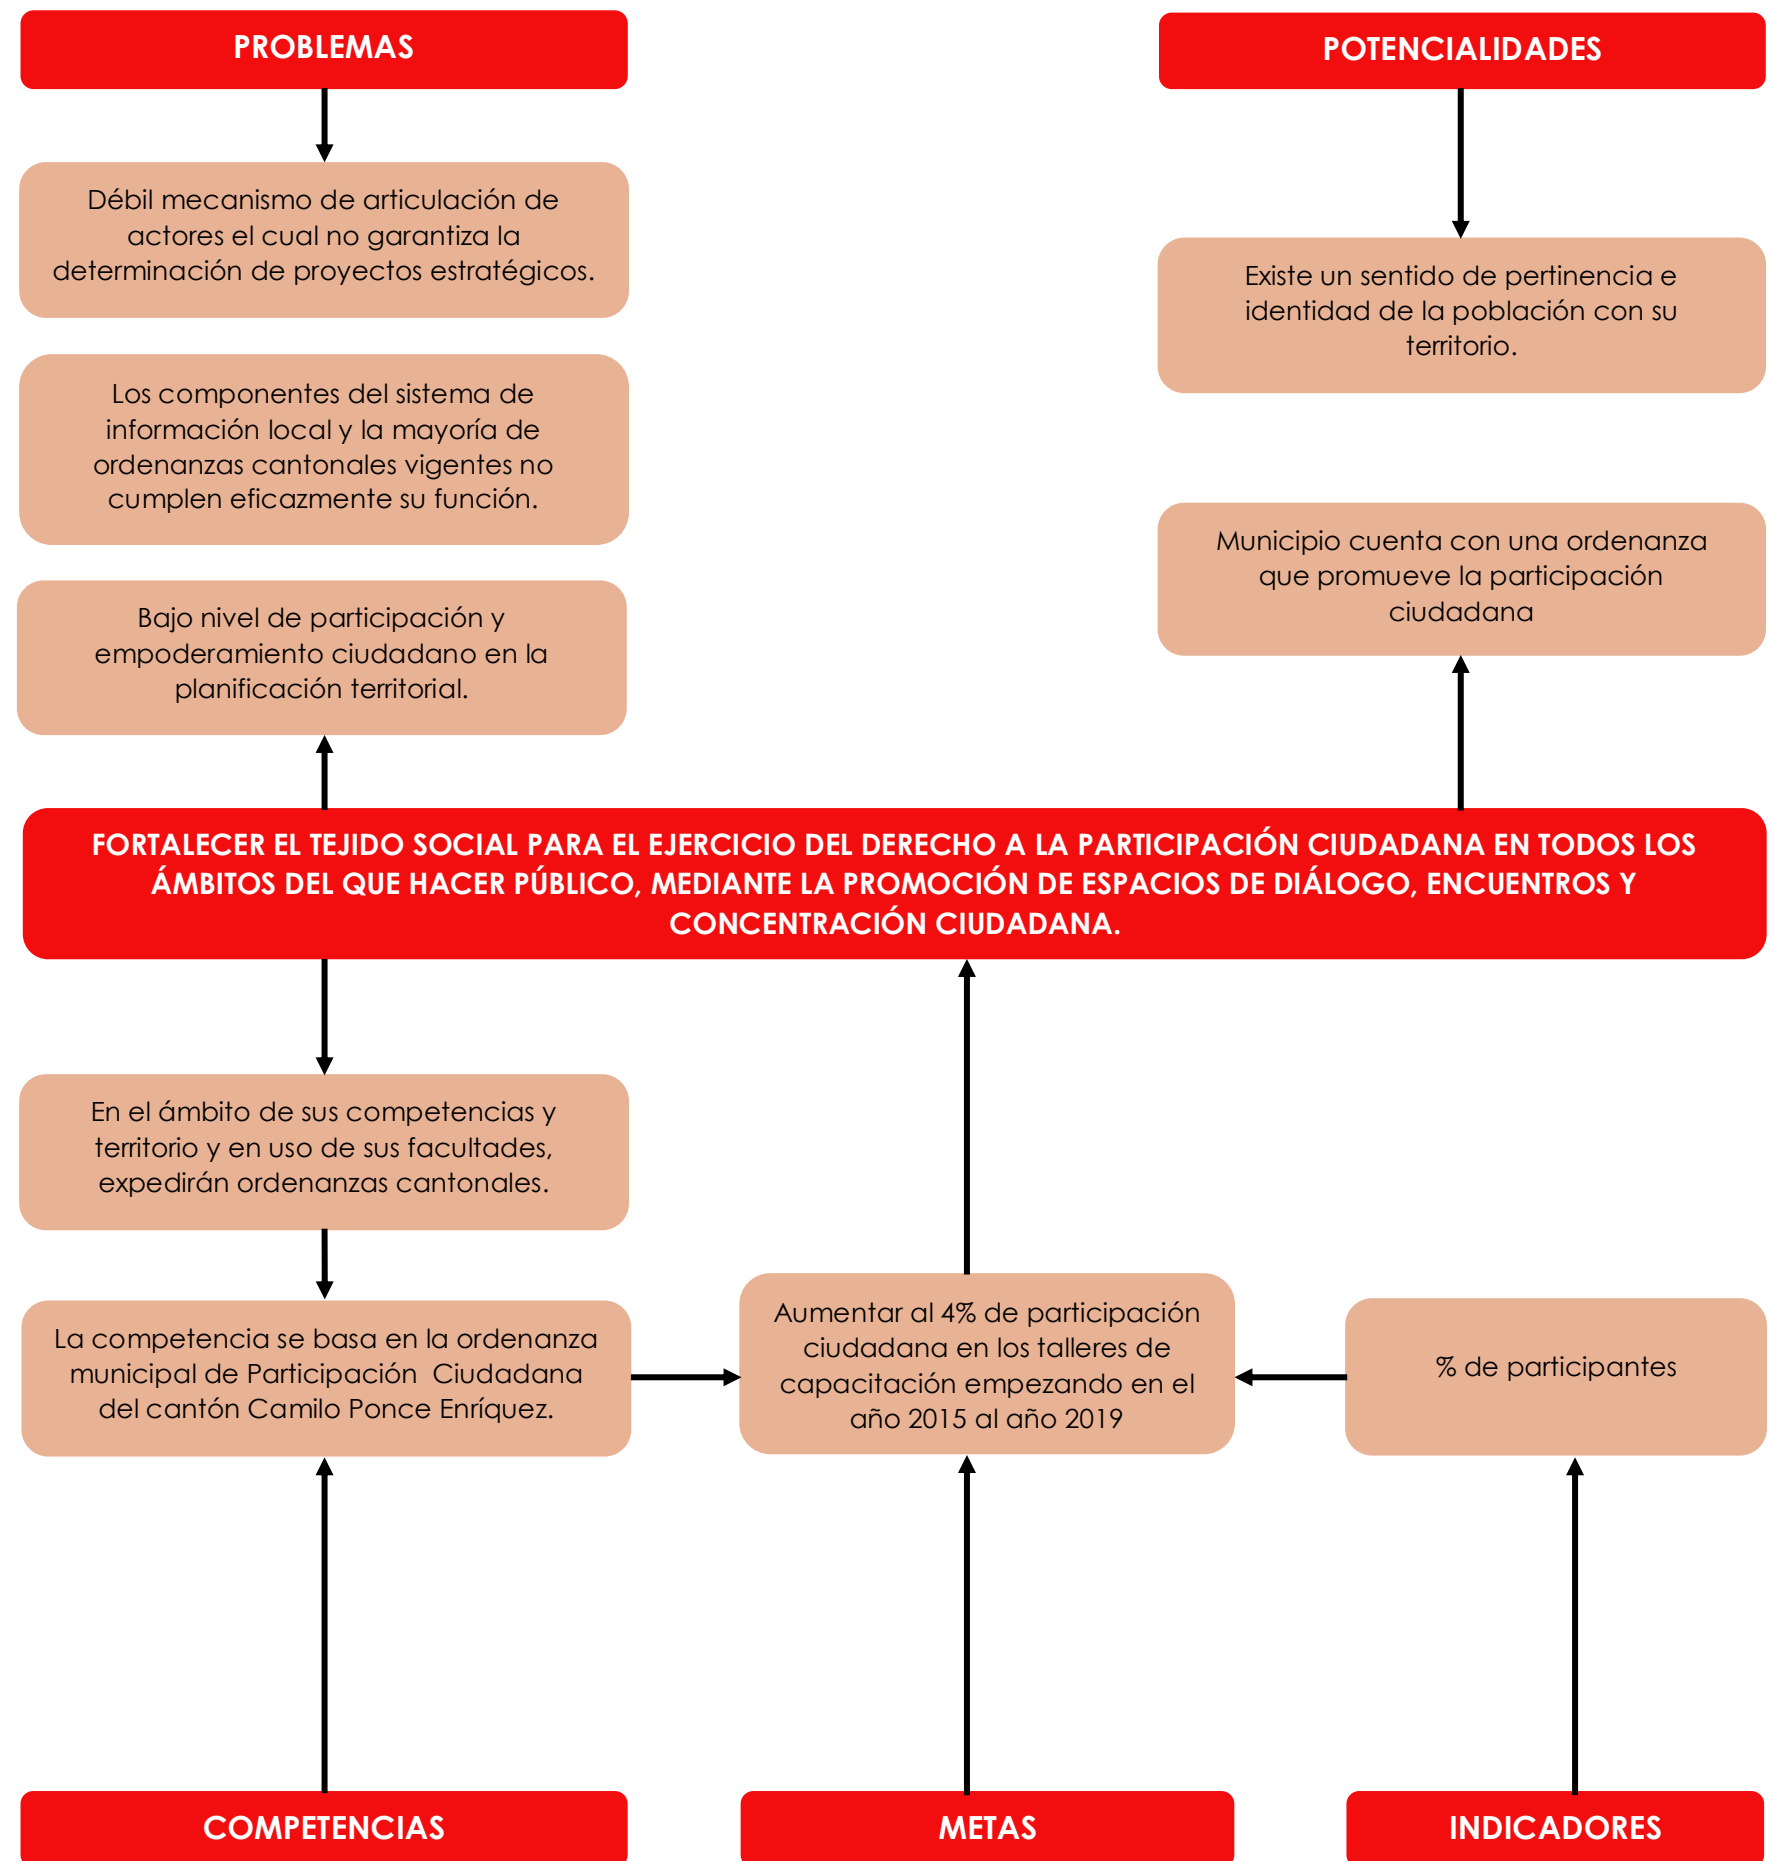 PROBLEMAS
POTENCIALIDADES
Débil mecanismo de articulación de
actores el cual no garantiza la
determinación de proyectos estratégicos.
Existe un sentido de pertinencia e
identidad de la población con su
territorio.
Los componentes del sistema de
información local y la mayoría de
ordenanzas cantonales vigentes no
cumplen eficazmente su función.
Municipio cuenta con una ordenanza
que promueve la participación
ciudadana
Bajo nivel de participación y
empoderamiento ciudadano en la
planificación territorial.
FORTALECER EL TEJIDO SOCIAL PARA EL EJERCICIO DEL DERECHO A LA PARTICIPACIÓN CIUDADANA EN TODOS LOS
ÁMBITOS DEL QUE HACER PÚBLICO, MEDIANTE LA PROMOCIÓN DE ESPACIOS DE DIÁLOGO, ENCUENTROS Y
CONCENTRACIÓN CIUDADANA.
En el ámbito de sus competencias y
territorio y en uso de sus facultades,
expedirán ordenanzas cantonales.
La competencia se basa en la ordenanza
municipal de Participación  Ciudadana
del cantón Camilo Ponce Enríquez.
Aumentar al 4% de participación
ciudadana en los talleres de
capacitación empezando en el
año 2015 al año 2019
% de participantes
COMPETENCIAS
METAS
INDICADORES